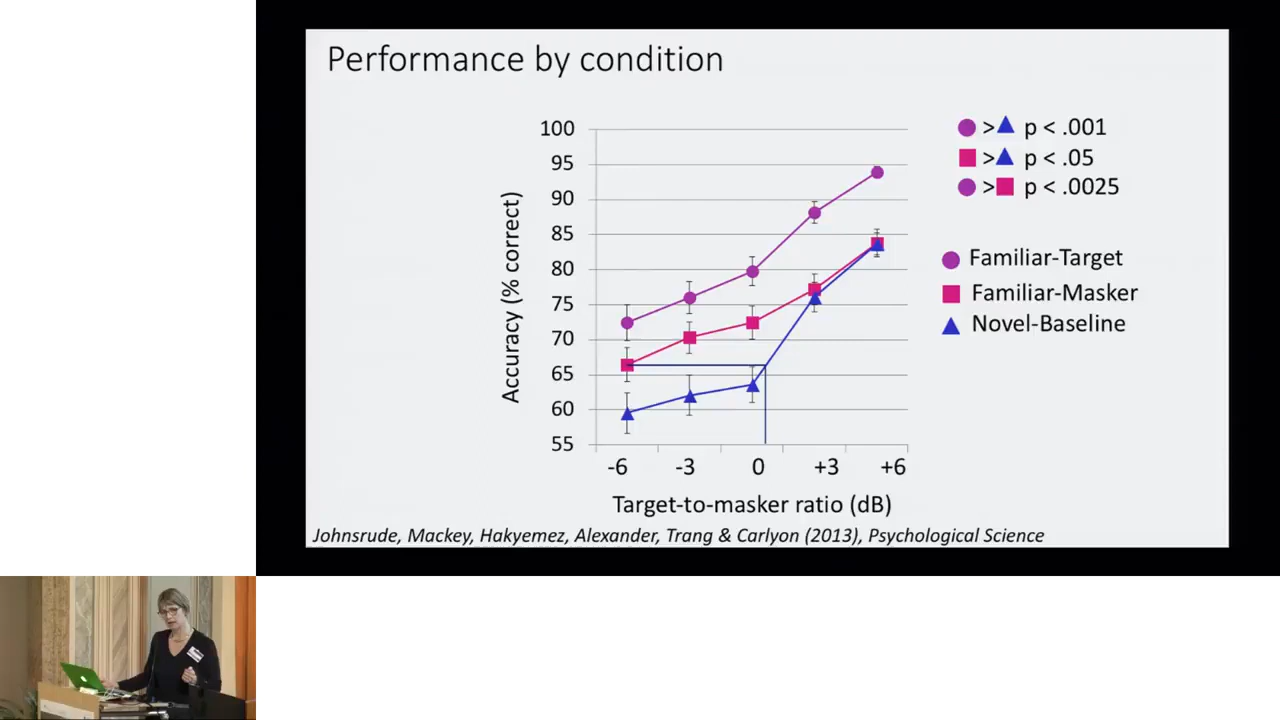 Performance by condition
100
95
90
85
80
75
70
65
60
55
Accuracy (% correct)
-6 -3 0 +3 +6
Target-to-masker ratio (dB)
> p < .001
> p < .05
> p < .0025
Familiar-Target
Familiar-Masker
Novel-Baseline
Johnsrude, Mackey, Hakyemez, Alexander, Trang & Carlyon (2013), Psychological Science